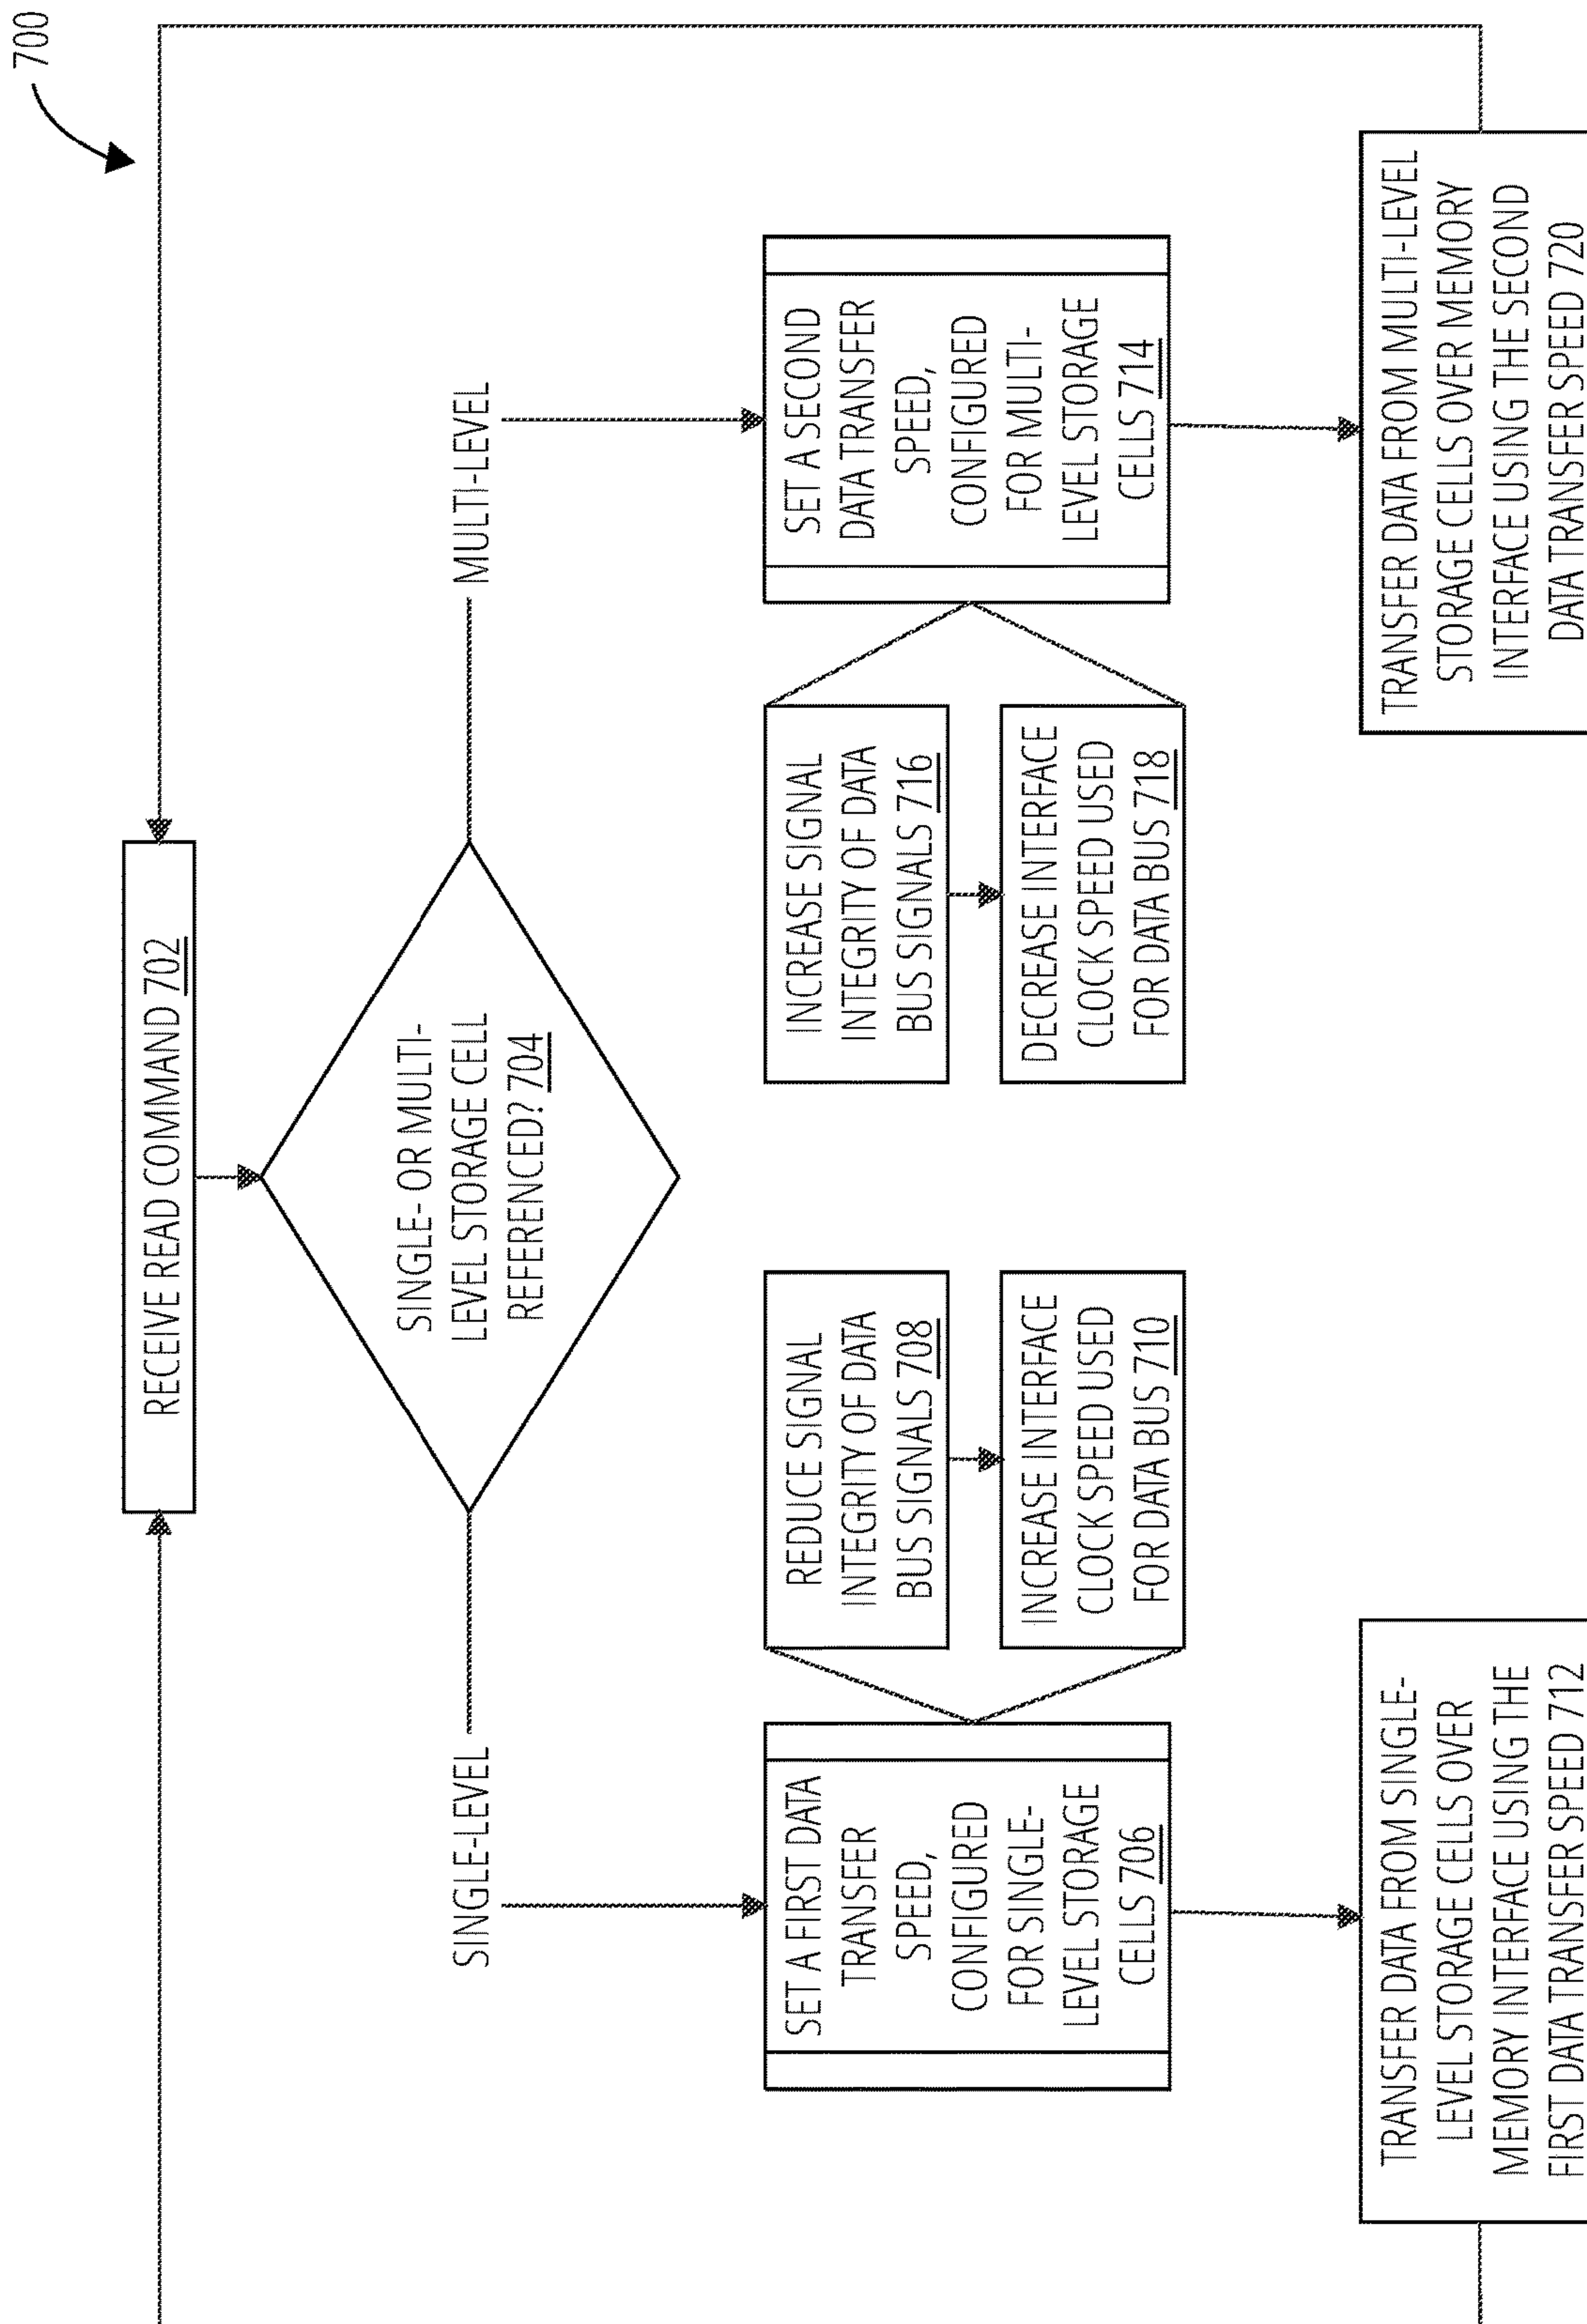 700
RECEIVE READ COMMAND 702
SINGLE- OR MULTI-
LEVEL STORAGE CELL
REFERENCED? 704
SINGLE-LEVEL
MULTI-LEVEL
SET A FIRST DATA
TRANSFER
SPEED,
CONFIGURED
FOR SINGLE-
LEVEL STORAGE
CELLS 706
REDUCE SIGNAL
INTEGRITY OF DATA
BUS SIGNALS 708
INCREASE INTERFACE
CLOCK SPEED USED
FOR DATA BUS 710
INCREASE SIGNAL
INTEGRITY OF DATA
BUS SIGNALS 716
DECREASE INTERFACE
CLOCK SPEED USED
FOR DATA BUS 718
SET A SECOND
DATA TRANSFER
SPEED,
CONFIGURED
FOR MULTI-
LEVEL STORAGE
CELLS 714
TRANSFER DATA FROM SINGLE-
LEVEL STORAGE CELLS OVER
MEMORY INTERFACE USING THE
FIRST DATA TRANSFER SPEED 712
TRANSFER DATA FROM MULTI-LEVEL
STORAGE CELLS OVER MEMORY
INTERFACE USING THE SECOND
DATA TRANSFER SPEED 720